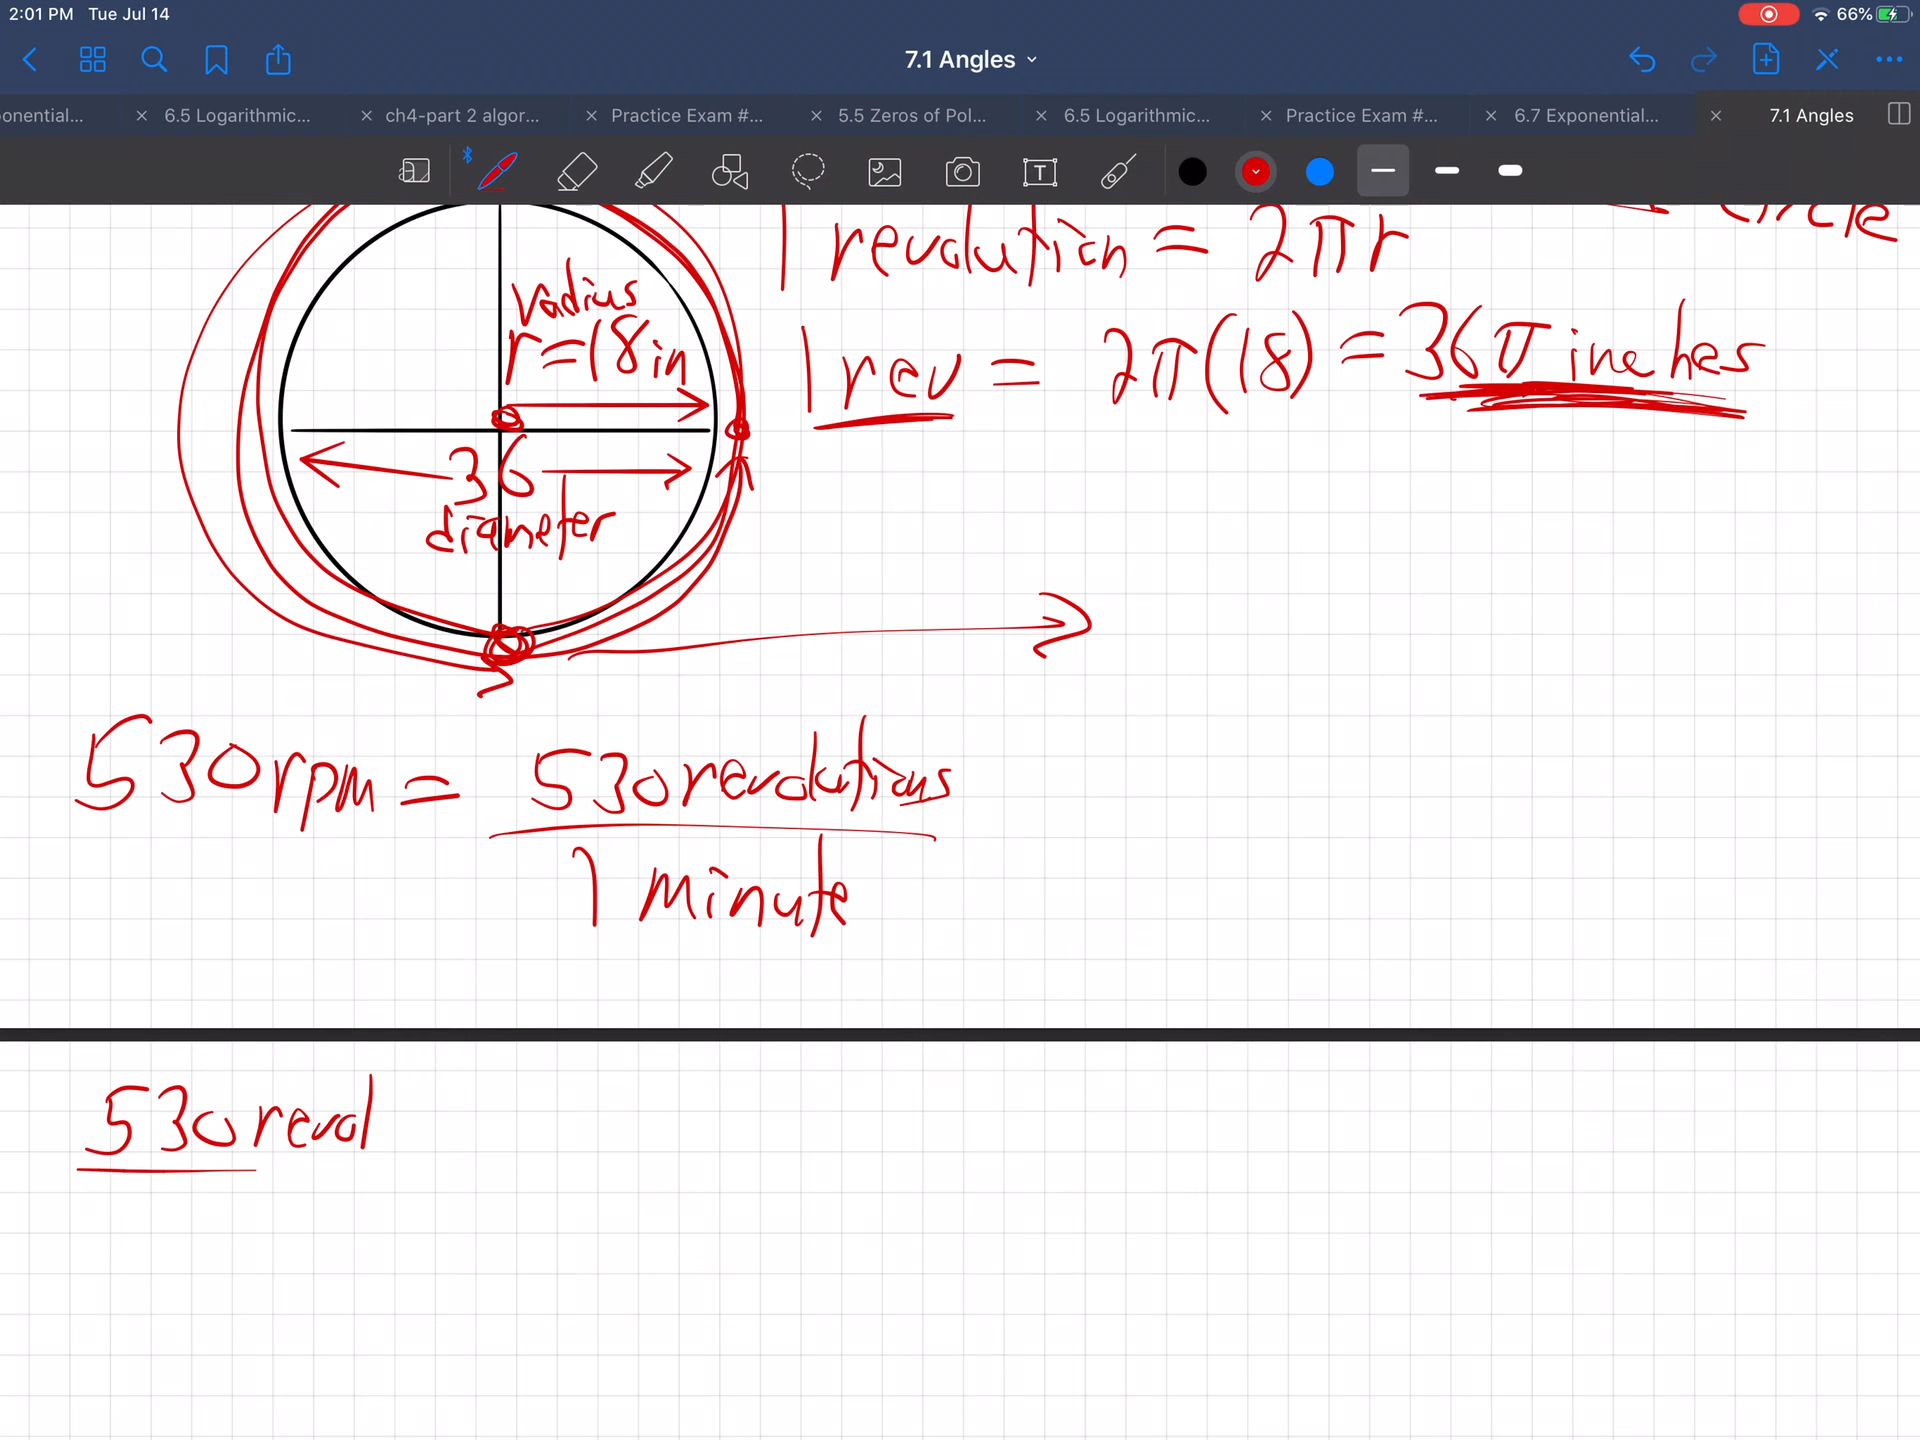 2:01 PM Tue Jul 14
66%
7.1 Angles
onential...
6.5 Logarithmic...
ch4-part 2 algor...
Practice Exam #...
5.5 Zeros of Pol...
6.5 Logarithmic...
Practice Exam #...
6.7 Exponential...
7.1 Angles
T
circle
1 revolution = 2πr
radius
r=18in
1 rev = 2π(18) = 36π inches
36
diameter
530rpm = 530 revolutions
1 minute
530 revol